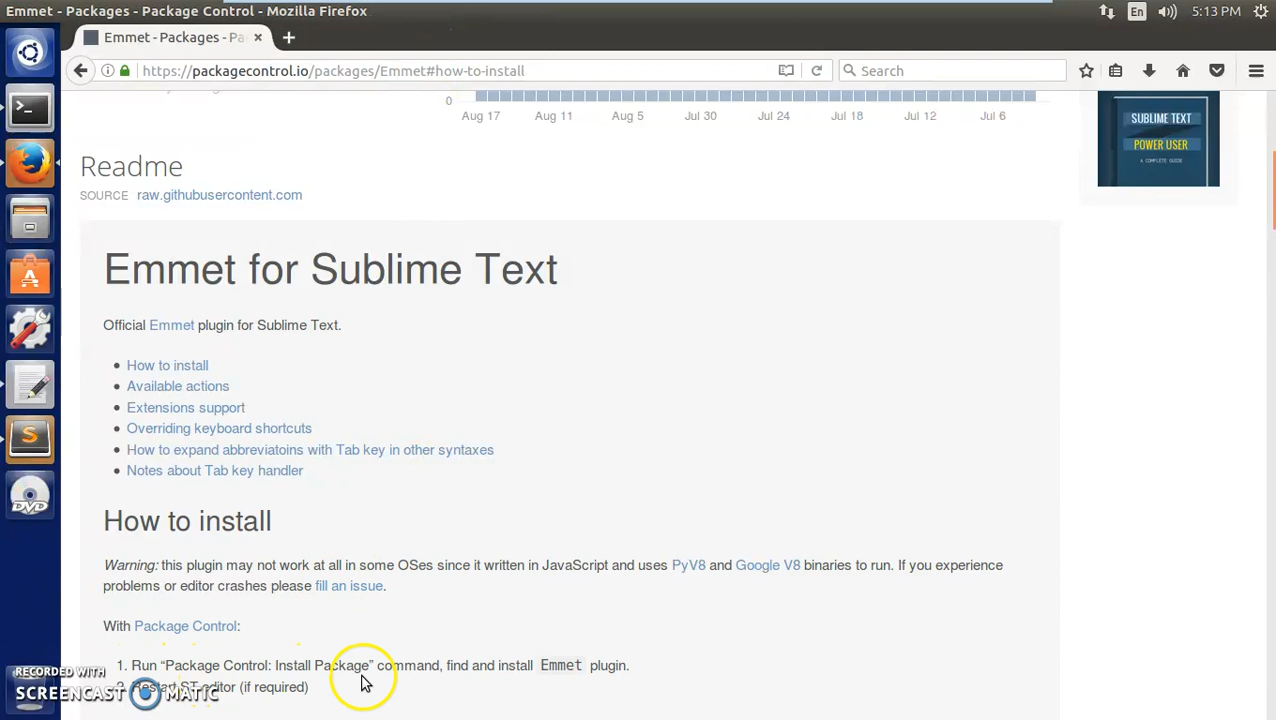 Emmet - Packages - Package Control - Mozilla Firefox
En
5:13 PM
Emmet - Packages - Pa
https://packagecontrol.io/packages/Emmet#how-to-install
Search
0
Aug 17 Aug 11 Aug 5 Jul 30 Jul 24 Jul 18 Jul 12 Jul 6
SUBLIME TEXT
POWER USER
A COMPLETE GUIDE
Readme
SOURCE raw.githubusercontent.com
Emmet for Sublime Text
Official Emmet plugin for Sublime Text.
How to install
Available actions
Extensions support
Overriding keyboard shortcuts
How to expand abbreviatoins with Tab key in other syntaxes
Notes about Tab key handler
How to install
Warning: this plugin may not work at all in some OSes since it written in JavaScript and uses PyV8 and Google V8 binaries to run. If you experience
problems or editor crashes please fill an issue.
With Package Control:
1. Run “Package Control: Install Package” command, find and install Emmet plugin.
2. Restart ST editor (if required)
RECORDED WITH
SCREENCAST MATIC